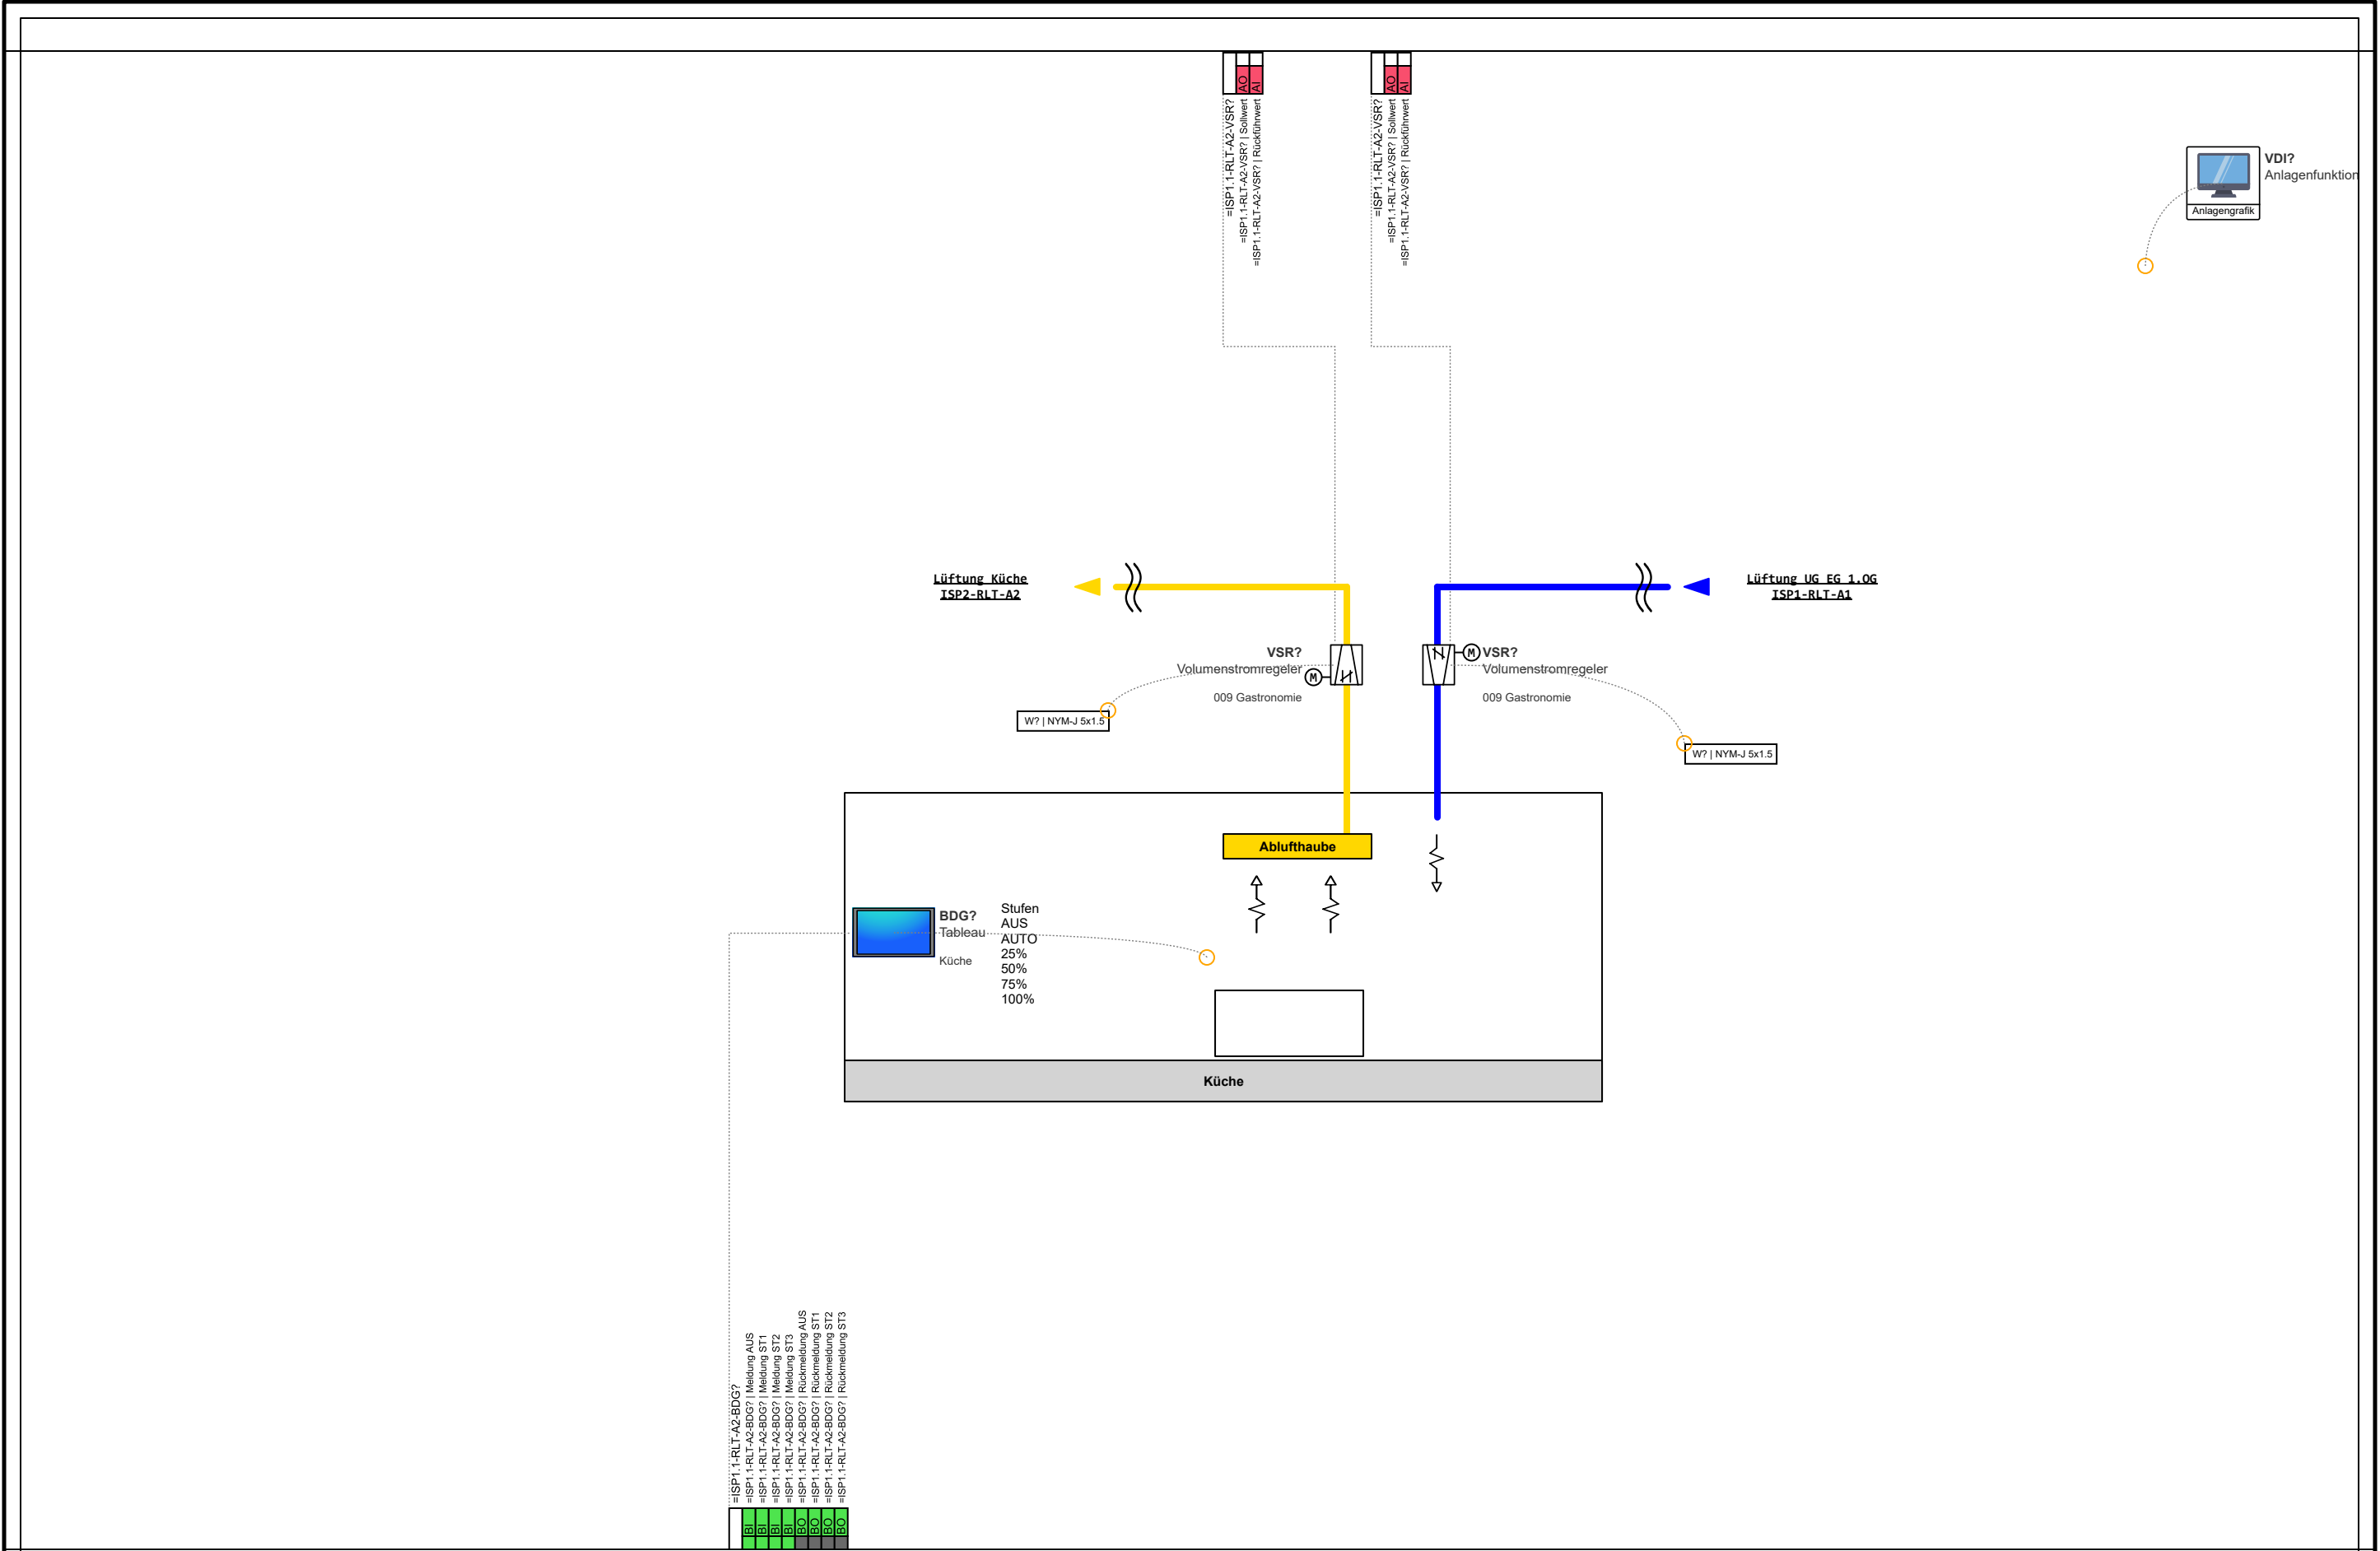 AO
AI
=ISP1.1-RLT-A2-VSR?
=ISP1.1-RLT-A2-VSR? | Sollwert
=ISP1.1-RLT-A2-VSR? | Rückführwert
AO
AI
=ISP1.1-RLT-A2-VSR?
=ISP1.1-RLT-A2-VSR? | Sollwert
=ISP1.1-RLT-A2-VSR? | Rückführwert
VDI?
Anlagenfunktion
Anlagengrafik
Lüftung Küche
ISP2-RLT-A2
Lüftung UG EG 1.OG
ISP1-RLT-A1
VSR?
Volumenstromregeler
M
009 Gastronomie
W? | NYM-J 5x1.5
M
VSR?
Volumenstromregeler
009 Gastronomie
W? | NYM-J 5x1.5
Ablufthaube
BDG?
Tableau
Küche
Stufen
AUS
AUTO
25%
50%
75%
100%
Küche
=ISP1.1-RLT-A2-BDG?
=ISP1.1-RLT-A2-BDG? | Meldung AUS
=ISP1.1-RLT-A2-BDG? | Meldung ST1
=ISP1.1-RLT-A2-BDG? | Meldung ST2
=ISP1.1-RLT-A2-BDG? | Meldung ST3
=ISP1.1-RLT-A2-BDG? | Rückmeldung AUS
=ISP1.1-RLT-A2-BDG? | Rückmeldung ST1
=ISP1.1-RLT-A2-BDG? | Rückmeldung ST2
=ISP1.1-RLT-A2-BDG? | Rückmeldung ST3
BI
BI
BI
BI
BO
BO
BO
BO